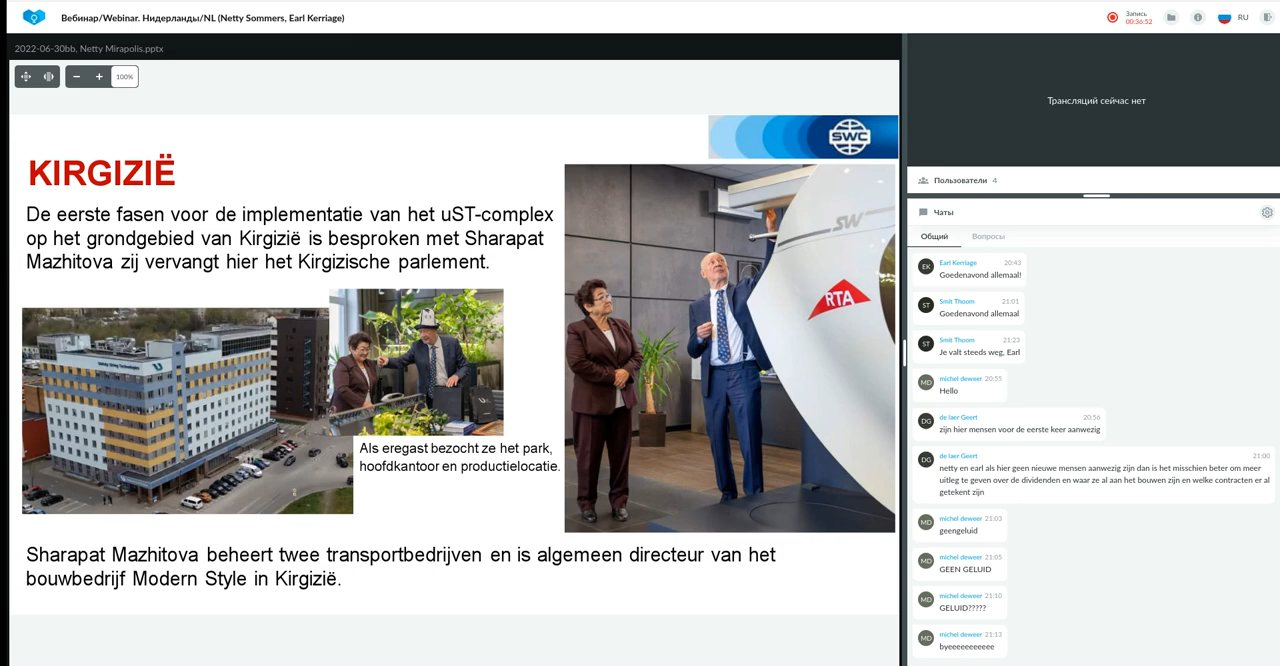 Вебинар/Webinar. Нидерланды/NL (Netty Sommers, Earl Kerriage)
Запись
00:36:52
RU
2022-06-30bb, Netty Mirapolis.pptx
100%
Трансляций сейчас нет
SWC
KIRGIZIË
De eerste fasen voor de implementatie van het uST-complex
op het grondgebied van Kirgizië is besproken met Sharapat
Mazhitova zij vervangt hier het Kirgizische parlement.
SW
RTA
Als eregast bezocht ze het park,
hoofdkantoor en productielocatie.
Sharapat Mazhitova beheert twee transportbedrijven en is algemeen directeur van het
bouwbedrijf Modern Style in Kirgizië.
Пользователи 4
Чаты
Общий Вопросы
EK Earl Kerriage 20:43
Goedenavond allemaal!
ST Smit Thoom 21:01
Goedenavond allemaal
ST Smit Thoom 21:23
Je valt steeds weg, Earl
MD michel deweer 20:55
Hello
DG de laer Geert 20:56
zijn hier mensen voor de eerste keer aanwezig
DG de laer Geert 21:00
netty en earl als hier geen nieuwe mensen aanwezig zijn dan is het misschien beter om meer
uitleg te geven over de dividenden en waar ze al aan het bouwen zijn en welke contracten er al
getekent zijn
MD michel deweer 21:03
geengeluid
MD michel deweer 21:05
GEEN GELUID
MD michel deweer 21:10
GELUID?????
MD michel deweer 21:13
byeeeeeeeeeee